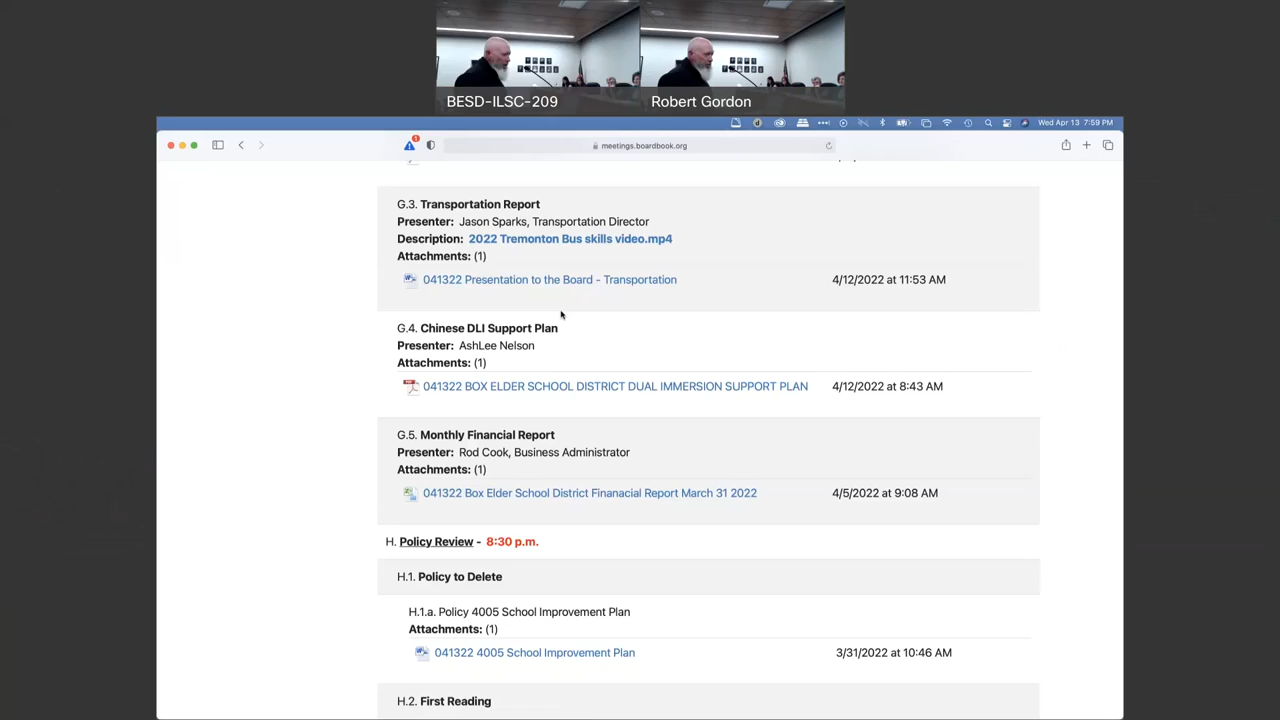 BESD-ILSC-209
Robert Gordon
Wed Apr 13 7:59 PM
1
meetings.boardbook.org
G.3. Transportation Report
Presenter: Jason Sparks, Transportation Director
Description: 2022 Tremonton Bus skills video.mp4
Attachments: (1)
041322 Presentation to the Board - Transportation 4/12/2022 at 11:53 AM
G.4. Chinese DLI Support Plan
Presenter: AshLee Nelson
Attachments: (1)
041322 BOX ELDER SCHOOL DISTRICT DUAL IMMERSION SUPPORT PLAN 4/12/2022 at 8:43 AM
G.5. Monthly Financial Report
Presenter: Rod Cook, Business Administrator
Attachments: (1)
041322 Box Elder School District Finanacial Report March 31 2022 4/5/2022 at 9:08 AM
H. Policy Review - 8:30 p.m.
H.1. Policy to Delete
H.1.a. Policy 4005 School Improvement Plan
Attachments: (1)
041322 4005 School Improvement Plan 3/31/2022 at 10:46 AM
H.2. First Reading